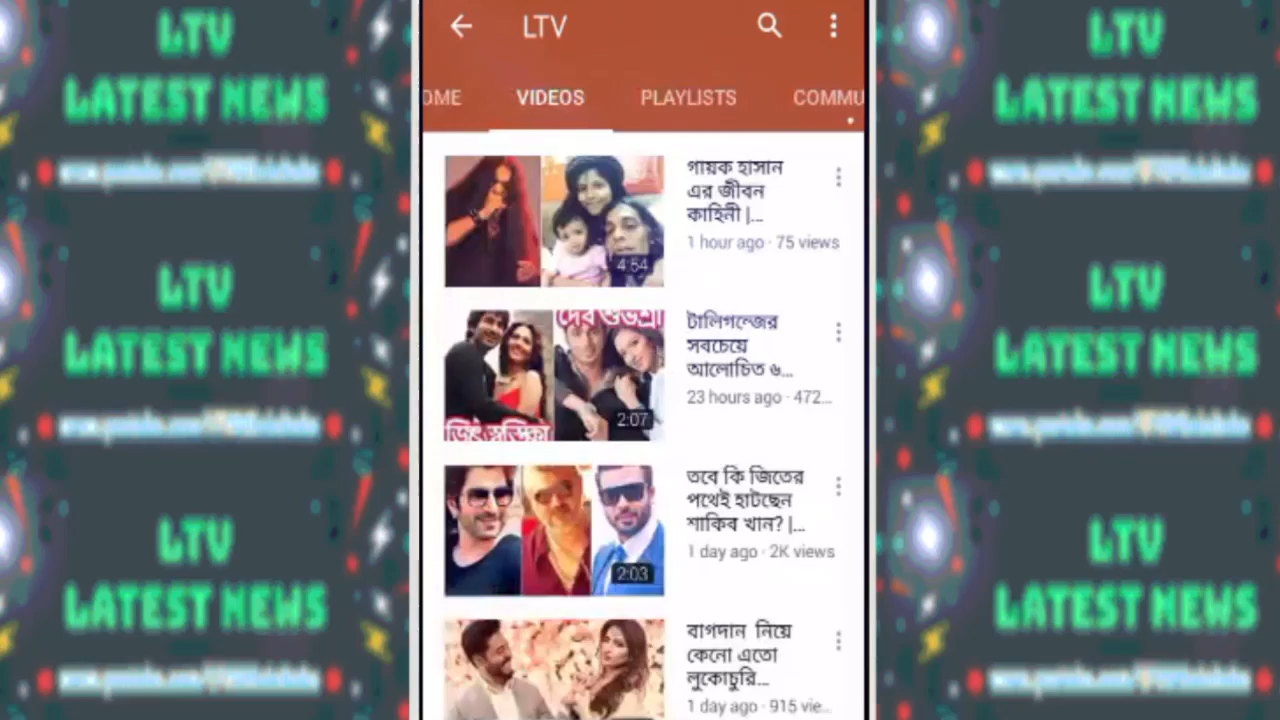 LTV
LATEST NEWS
LTV
LATEST NEWS
LTV
LATEST NEWS
LTV
OME VIDEOS PLAYLISTS COMMU
গায়ক হাসান
এর জীবন
কাহিনী |...
1 hour ago · 75 views
4:54
টালিগন্জের
সবচেয়ে
আলোচিত ৬...
23 hours ago · 472...
দেব শুভশ্রী
2:07
তবে কি জিতের
পথেই হাটছেন
শাকিব খান? |...
1 day ago · 2K views
2:03
বাগদান নিয়ে
কেনো এতো
লুকোচুরি...
1 day ago · 915 vie...
LTV
LATEST NEWS
LTV
LATEST NEWS
LTV
LATEST NEWS